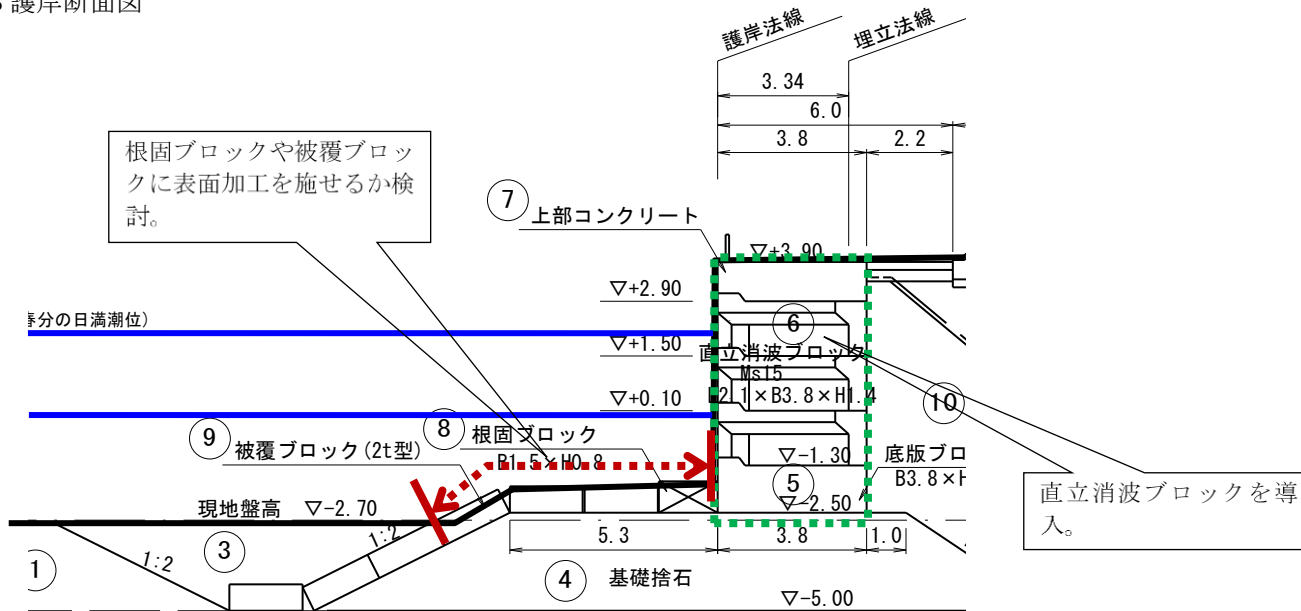 護岸断面図
護岸法線
埋立法線
3.34
6.0
3.8
2.2
根固ブロックや被覆ブロッ
クに表面加工を施せるか検
討。
⑦
上部コンクリート
▽+3.90
▽+2.90
春分の日満潮位)
⑥
▽+1.50
直立消波ブロック
Ms15
▽+0.10
L2.1×B3.8×H1.4
⑩
⑨
被覆ブロック(2t型)
⑧
根固ブロック
B1.5×H0.8
▽-1.30
底版ブロ
B3.8×H
⑤
直立消波ブロックを導
入。
現地盤高 ▽-2.70
▽-2.50
1:2
1:2
③
5.3
3.8
1.0
①
④
基礎捨石
▽-5.00